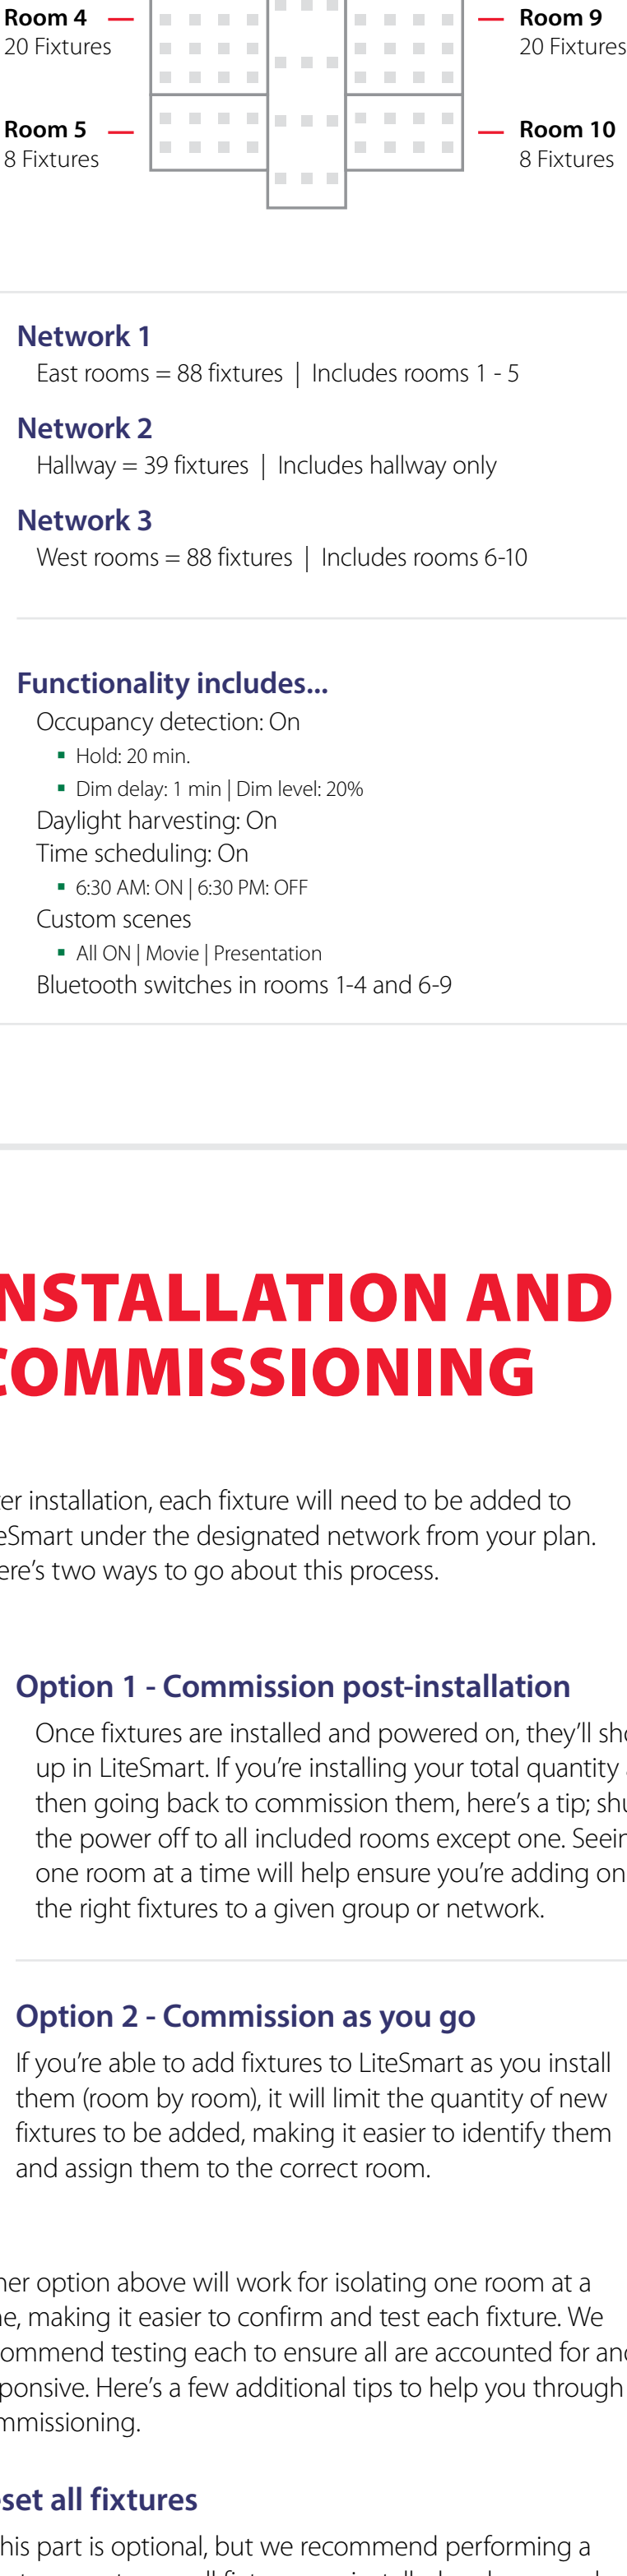 Room 4
20 Fixtures
Room 9
20 Fixtures
Room 5
8 Fixtures
Room 10
8 Fixtures
Network 1
East rooms = 88 fixtures | Includes rooms 1 - 5
Network 2
Hallway = 39 fixtures | Includes hallway only
Network 3
West rooms = 88 fixtures | Includes rooms 6-10
Functionality includes...
Occupancy detection: On
▪ Hold: 20 min.
▪ Dim delay: 1 min | Dim level: 20%
Daylight harvesting: On
Time scheduling: On
▪ 6:30 AM: ON | 6:30 PM: OFF
Custom scenes
▪ All ON | Movie | Presentation
Bluetooth switches in rooms 1-4 and 6-9
NSTALLATION AND
COMMISSIONING
er installation, each fixture will need to be added to
eSmart under the designated network from your plan.
ere's two ways to go about this process.
Option 1 - Commission post-installation
Once fixtures are installed and powered on, they'll sho
up in LiteSmart. If you're installing your total quantity
then going back to commission them, here's a tip; shu
the power off to all included rooms except one. Seein
one room at a time will help ensure you're adding on
the right fixtures to a given group or network.
Option 2 - Commission as you go
If you're able to add fixtures to LiteSmart as you install
them (room by room), it will limit the quantity of new
fixtures to be added, making it easier to identify them
and assign them to the correct room.
her option above will work for isolating one room at a
e, making it easier to confirm and test each fixture. We
commend testing each to ensure all are accounted for and
ponsive. Here's a few additional tips to help you through
mmissioning.
set all fixtures
his part is optional, but we recommend performing a